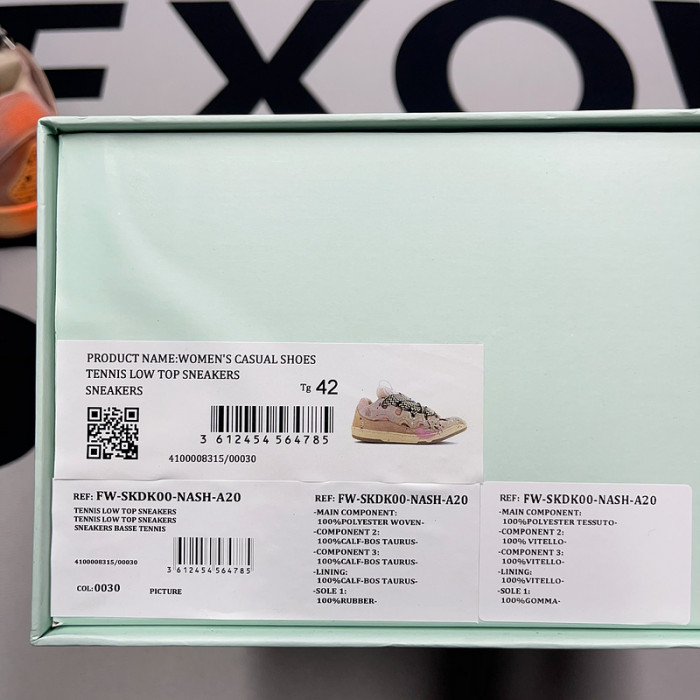 EXO
PRODUCT NAME:WOMEN'S CASUAL SHOES
TENNIS LOW TOP SNEAKERS
SNEAKERS
Tg 42
3 612454 564785
4100008315/00030
REF: FW-SKDK00-NASH-A20
TENNIS LOW TOP SNEAKERS
TENNIS LOW TOP SNEAKERS
SNEAKERS BASSE TENNIS
4100008315/00030
3 612454 564785
COL:0030
PICTURE
REF: FW-SKDK00-NASH-A20
-MAIN COMPONENT:
100%POLYESTER WOVEN-
-COMPONENT 2:
100%CALF-BOS TAURUS-
-COMPONENT 3:
100%CALF-BOS TAURUS-
-LINING:
100%CALF-BOS TAURUS-
-SOLE 1:
100%RUBBER-
REF: FW-SKDK00-NASH-A20
-MAIN COMPONENT:
100%POLYESTER TESSUTO-
-COMPONENT 2:
100% VITELLO-
-COMPONENT 3:
100%VITELLO-
-LINING:
100%VITELLO-
-SOLE 1:
100%GOMMA-